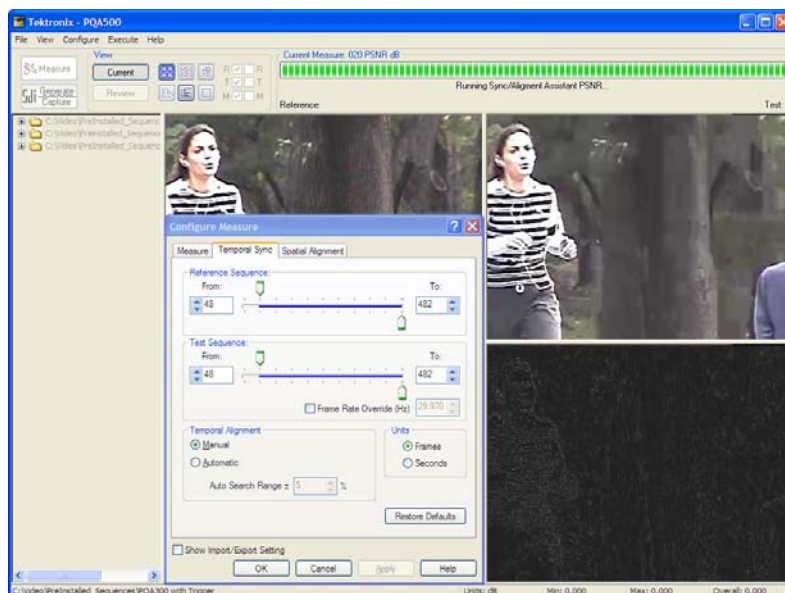 Tektronix - PQA500
File View Configure Execute Help
View
Current Measure: 020 PSNR dB
Measure
Current
R R
T T
M M
Running Sync/Aligment Assistant PSNR...
Sdi Generate Capture
Review
Reference:
Test:
C:\Video\PreInstalled_Sequenc
C:\Video\PreInstalled_Sequenc
C:\Video\PreInstalled_Sequenc
Configure Measure
Measure Temporal Sync Spatial Alignment
Reference Sequence:
From: To:
48 482
Test Sequence:
From: To:
48 482
Frame Rate Override (Hz) 29.970
Temporal Alignment
Manual
Automatic
Auto Search Range ± 5 %
Units
Frames
Seconds
Restore Defaults
Show Import/Export Setting
OK Cancel Apply Help
C:\Video\PreInstalled_Sequences\PQA300 with Trigger
Units: dB Min: 0.000 Max: 0.000 Overall: 0.000